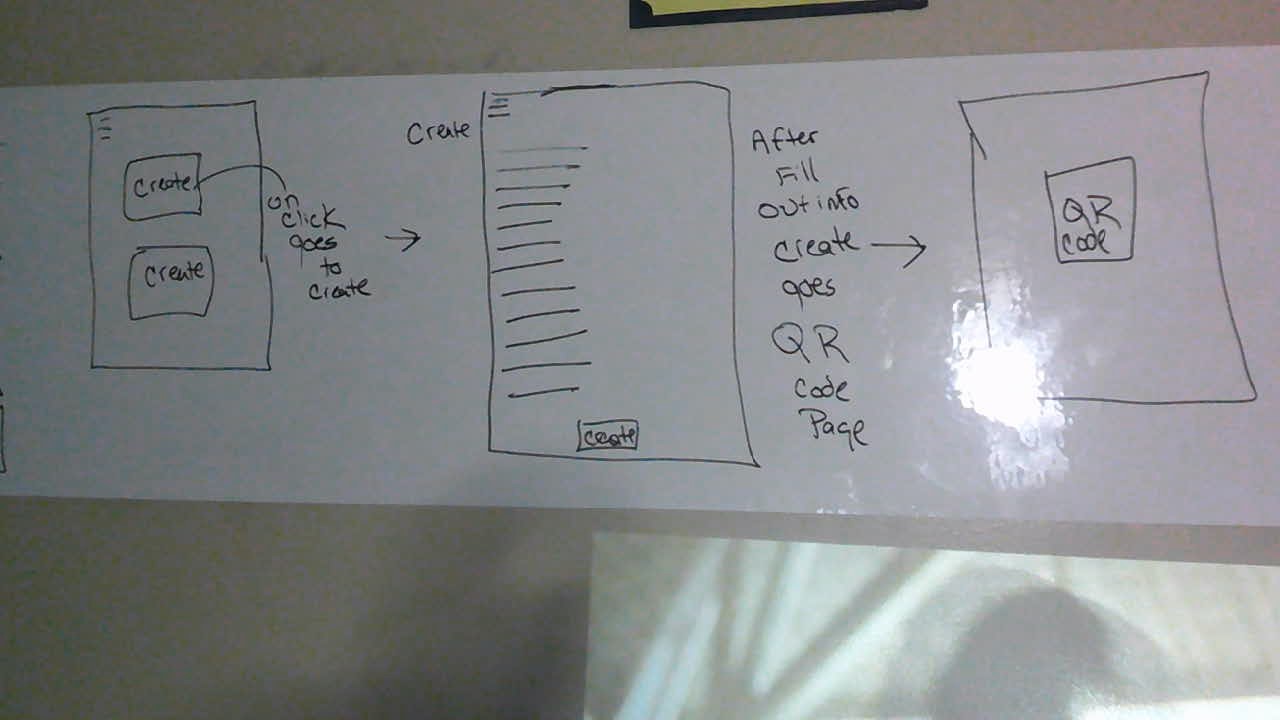 Create
Create
on
click
goes
to
create
Create
Create
After
Fill
out info
create
goes
QR
code
Page
QR
code